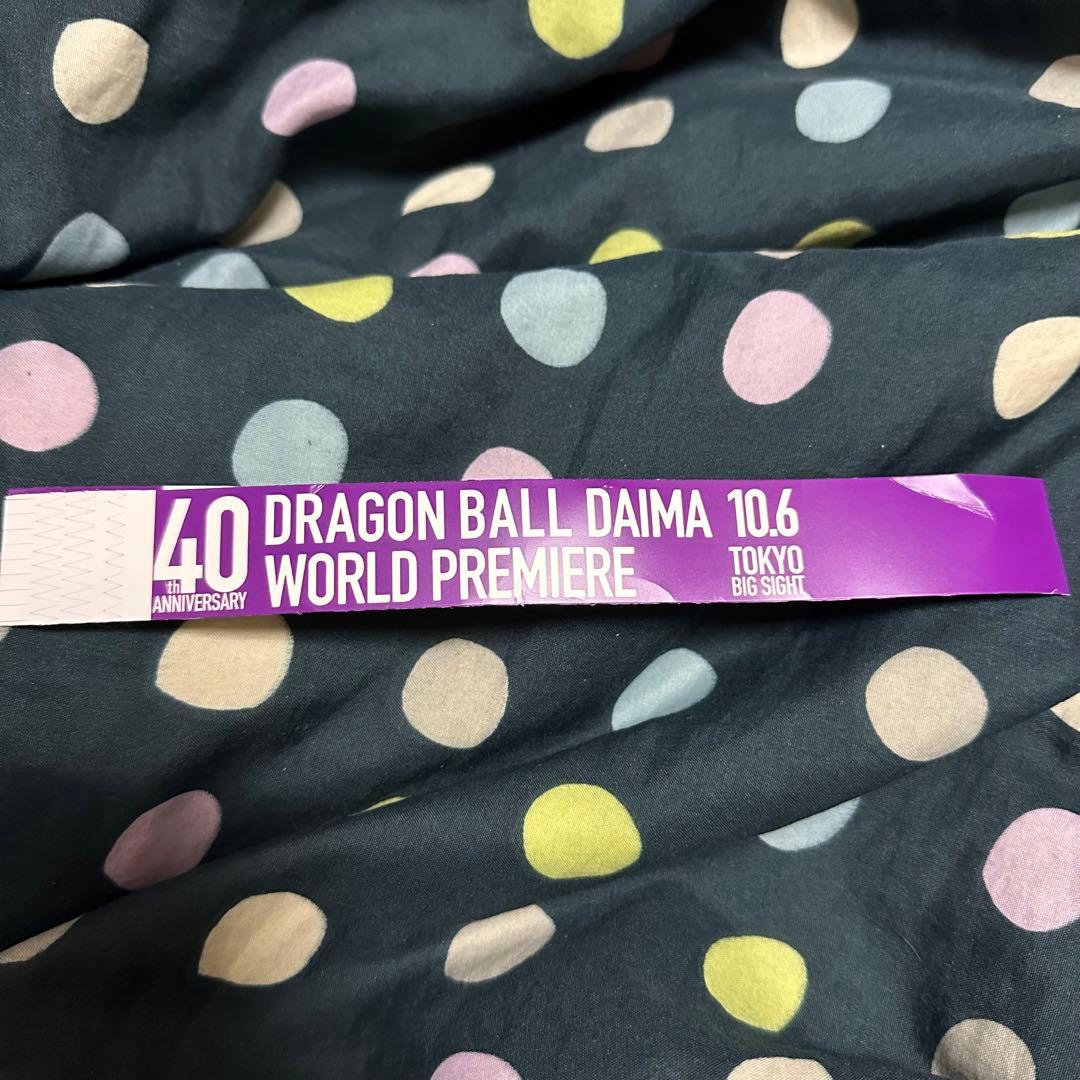 40
th
ANNIVERSARY
DRAGON BALL DAIMA
WORLD PREMIERE
10.6
TOKYO
BIG SIGHT